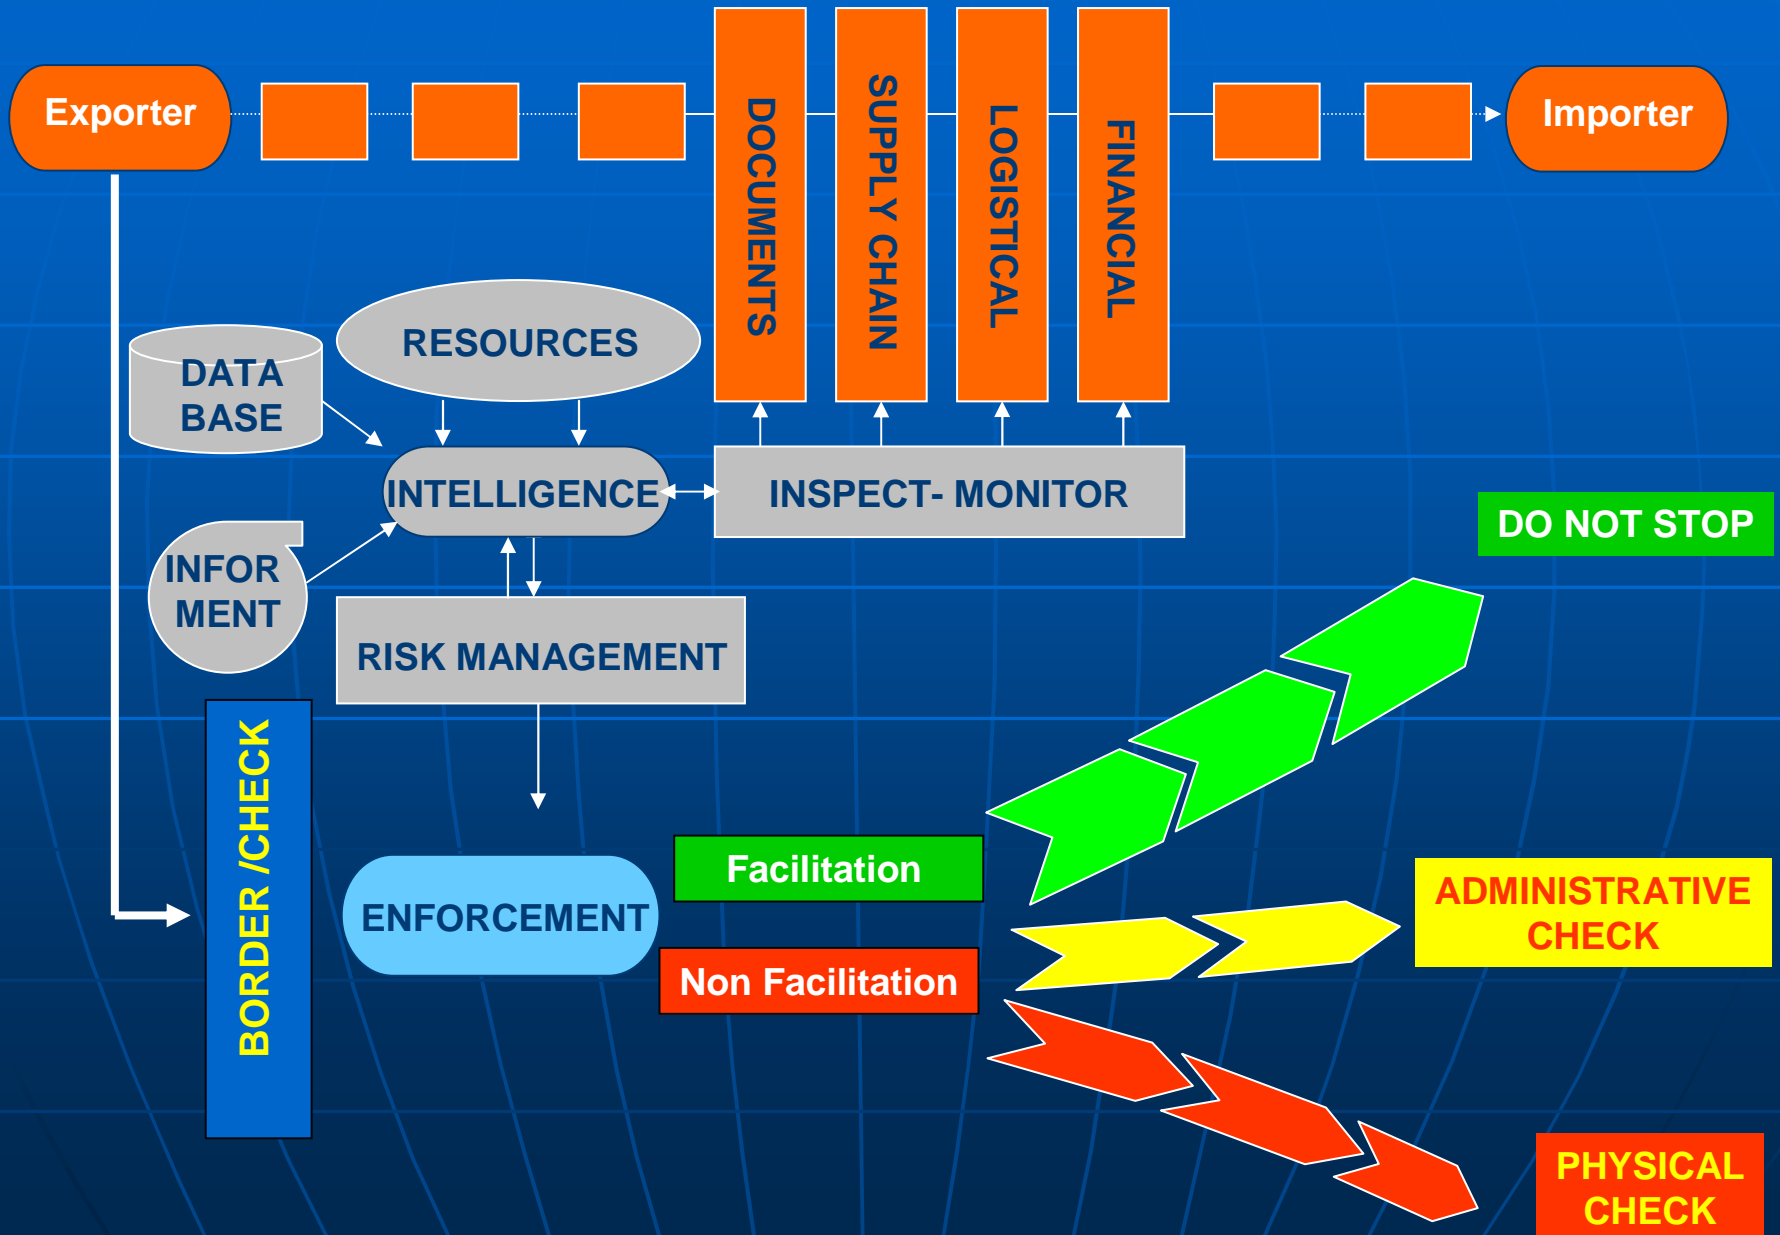 Exporter
DOCUMENTS
SUPPLY CHAIN
LOGISTICAL
FINANCIAL
Importer
RESOURCES
DATA
BASE
INTELLIGENCE
INSPECT- MONITOR
DO NOT STOP
INFOR
MENT
RISK MANAGEMENT
BORDER /CHECK
Facilitation
ENFORCEMENT
ADMINISTRATIVE
CHECK
Non Facilitation
PHYSICAL
CHECK